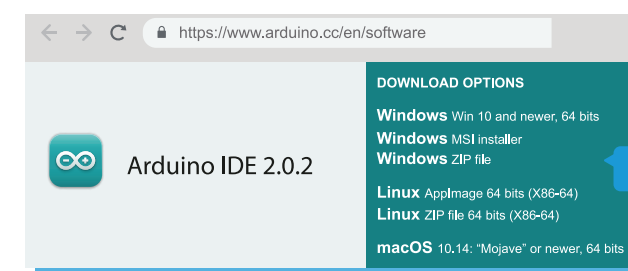 https://www.arduino.cc/en/software
DOWNLOAD OPTIONS
Windows Win 10 and newer, 64 bits
Windows MSI installer
Windows ZIP file
Arduino IDE 2.0.2
Linux AppImage 64 bits (X86-64)
Linux ZIP file 64 bits (X86-64)
macOS 10.14: “Mojave” or newer, 64 bits